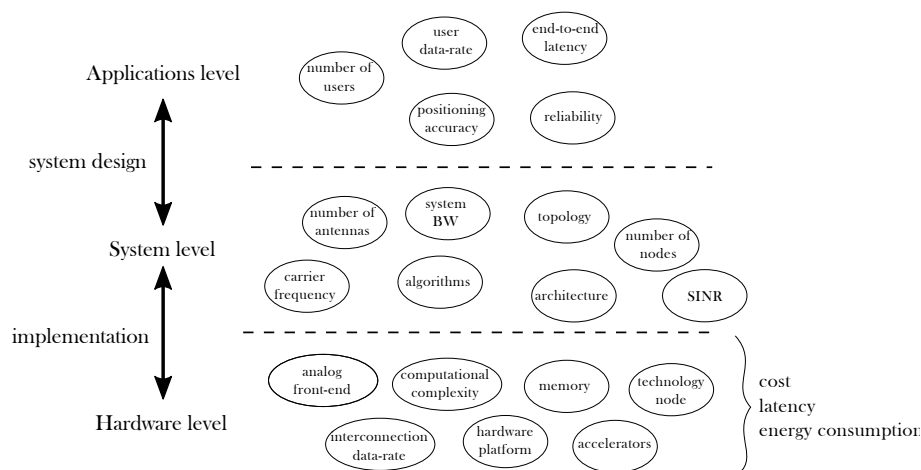 user
data-rate
end-to-end
latency
number of
users
Applications level
positioning
accuracy
reliability
system design
number of
antennas
system
BW
topology
number of
nodes
System level
carrier
frequency
algorithms
architecture
SINR
implementation
analog
front-end
computational
complexity
memory
technology
node
cost
latency
energy consumption
Hardware level
interconnection
data-rate
hardware
platform
accelerators